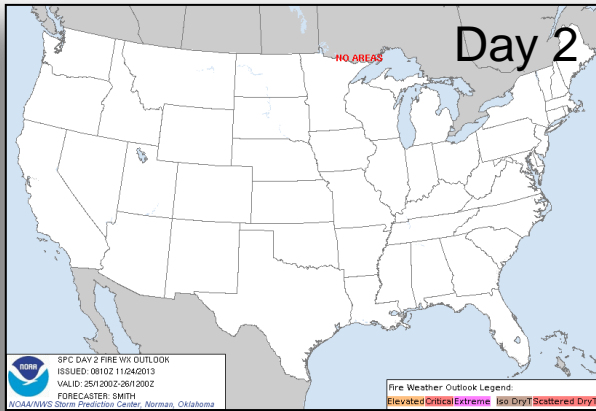 Day 2
NO AREAS
NOAA
SPC DAY 2 FIRE WX OUTLOOK
ISSUED: 0810Z 11/24/2013
VALID: 25/1200Z-26/1200Z
FORECASTER: SMITH
NOAA/NWS Storm Prediction Center, Norman, Oklahoma
Fire Weather Outlook Legend:
Elevated Critical Extreme Iso DryT Scattered DryT